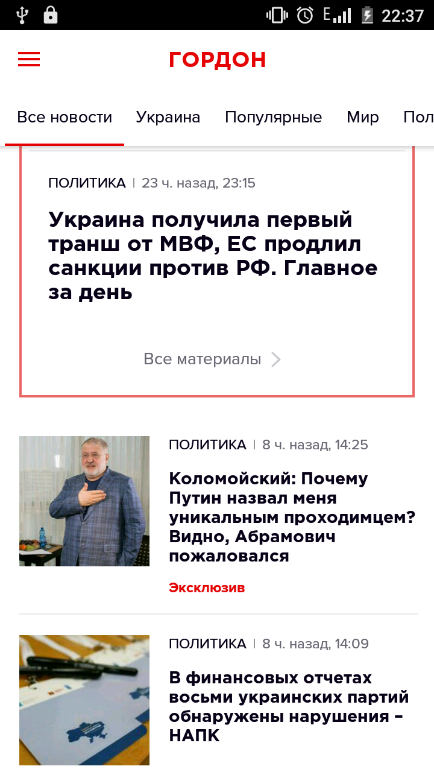 E 22:37
ГОРДОН
Все новости Украина Популярные Мир Пол
ПОЛИТИКА | 23 ч. назад, 23:15
Украина получила первый
транш от МВФ, ЕС продлил
санкции против РФ. Главное
за день
Все материалы
ПОЛИТИКА | 8 ч. назад, 14:25
Коломойский: Почему
Путин назвал меня
уникальным проходимцем?
Видно, Абрамович
пожаловался
Эксклюзив
ПОЛИТИКА | 8 ч. назад, 14:09
В финансовых отчетах
восьми украинских партий
обнаружены нарушения –
НАПК